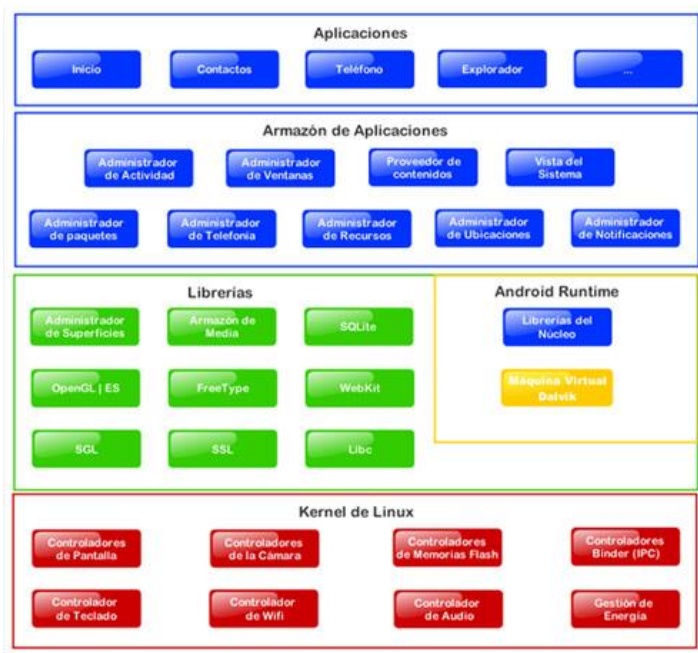 Aplicaciones
Inicio
Contactos
Teléfono
Explorador
...
Armazón de Aplicaciones
Administrador
de Actividad
Administrador
de Ventanas
Proveedor de
contenidos
Vista del
Sistema
Administrador
de paquetes
Administrador
de Telefonía
Administrador
de Recursos
Administrador
de Ubicaciones
Administrador
de Notificaciones
Librerías
Administrador
de Superficies
Armazón de
Media
SQLite
OpenGL | ES
FreeType
WebKit
SGL
SSL
Libc
Android Runtime
Librerías del
Núcleo
Máquina Virtual
Dalvik
Kernel de Linux
Controladores
de Pantalla
Controladores
de la Cámara
Controladores
de Memorias Flash
Controladores
Binder (IPC)
Controlador
de Teclado
Controlador
de Wifi
Controlador
de Audio
Gestión de
Energía